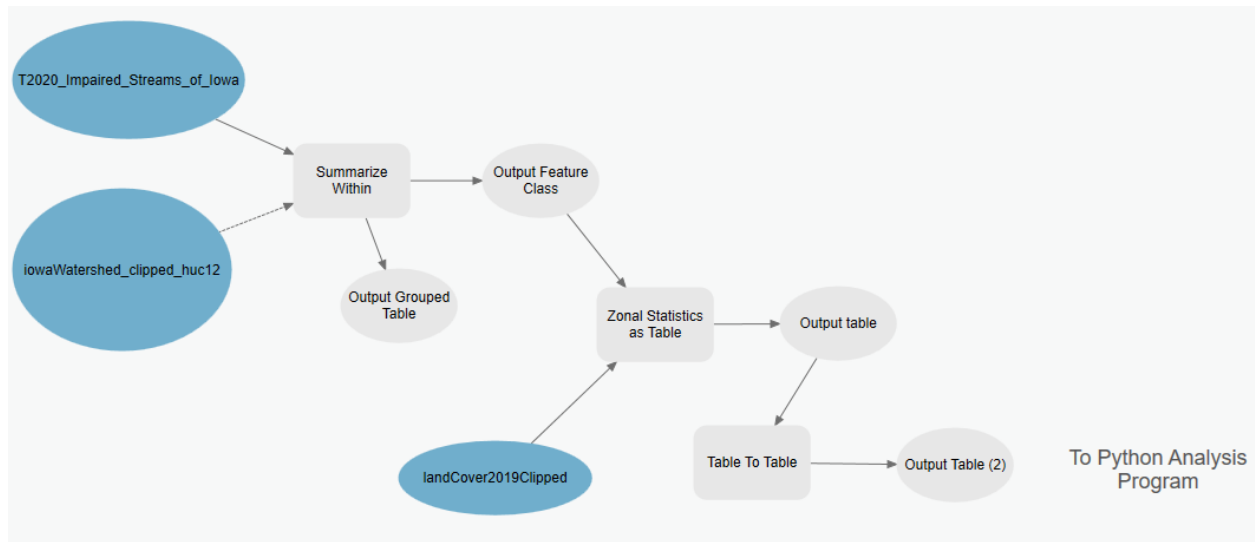 T2020_Impaired_Streams_of_Iowa
Summarize
Within
Output Feature
Class
iowaWatershed_clipped_huc12
Output Grouped
Table
Zonal Statistics
as Table
Output table
landCover2019Clipped
Table To Table
Output Table (2)
To Python Analysis
Program